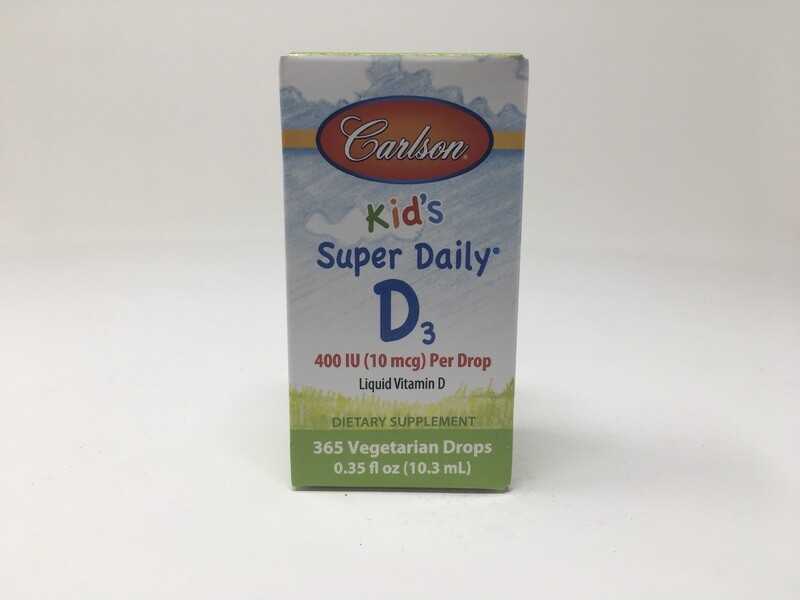 Carlson
Kid's
Super Daily®
D3
400 IU (10 mcg) Per Drop
Liquid Vitamin D
DIETARY SUPPLEMENT
365 Vegetarian Drops
0.35 fl oz (10.3 mL)